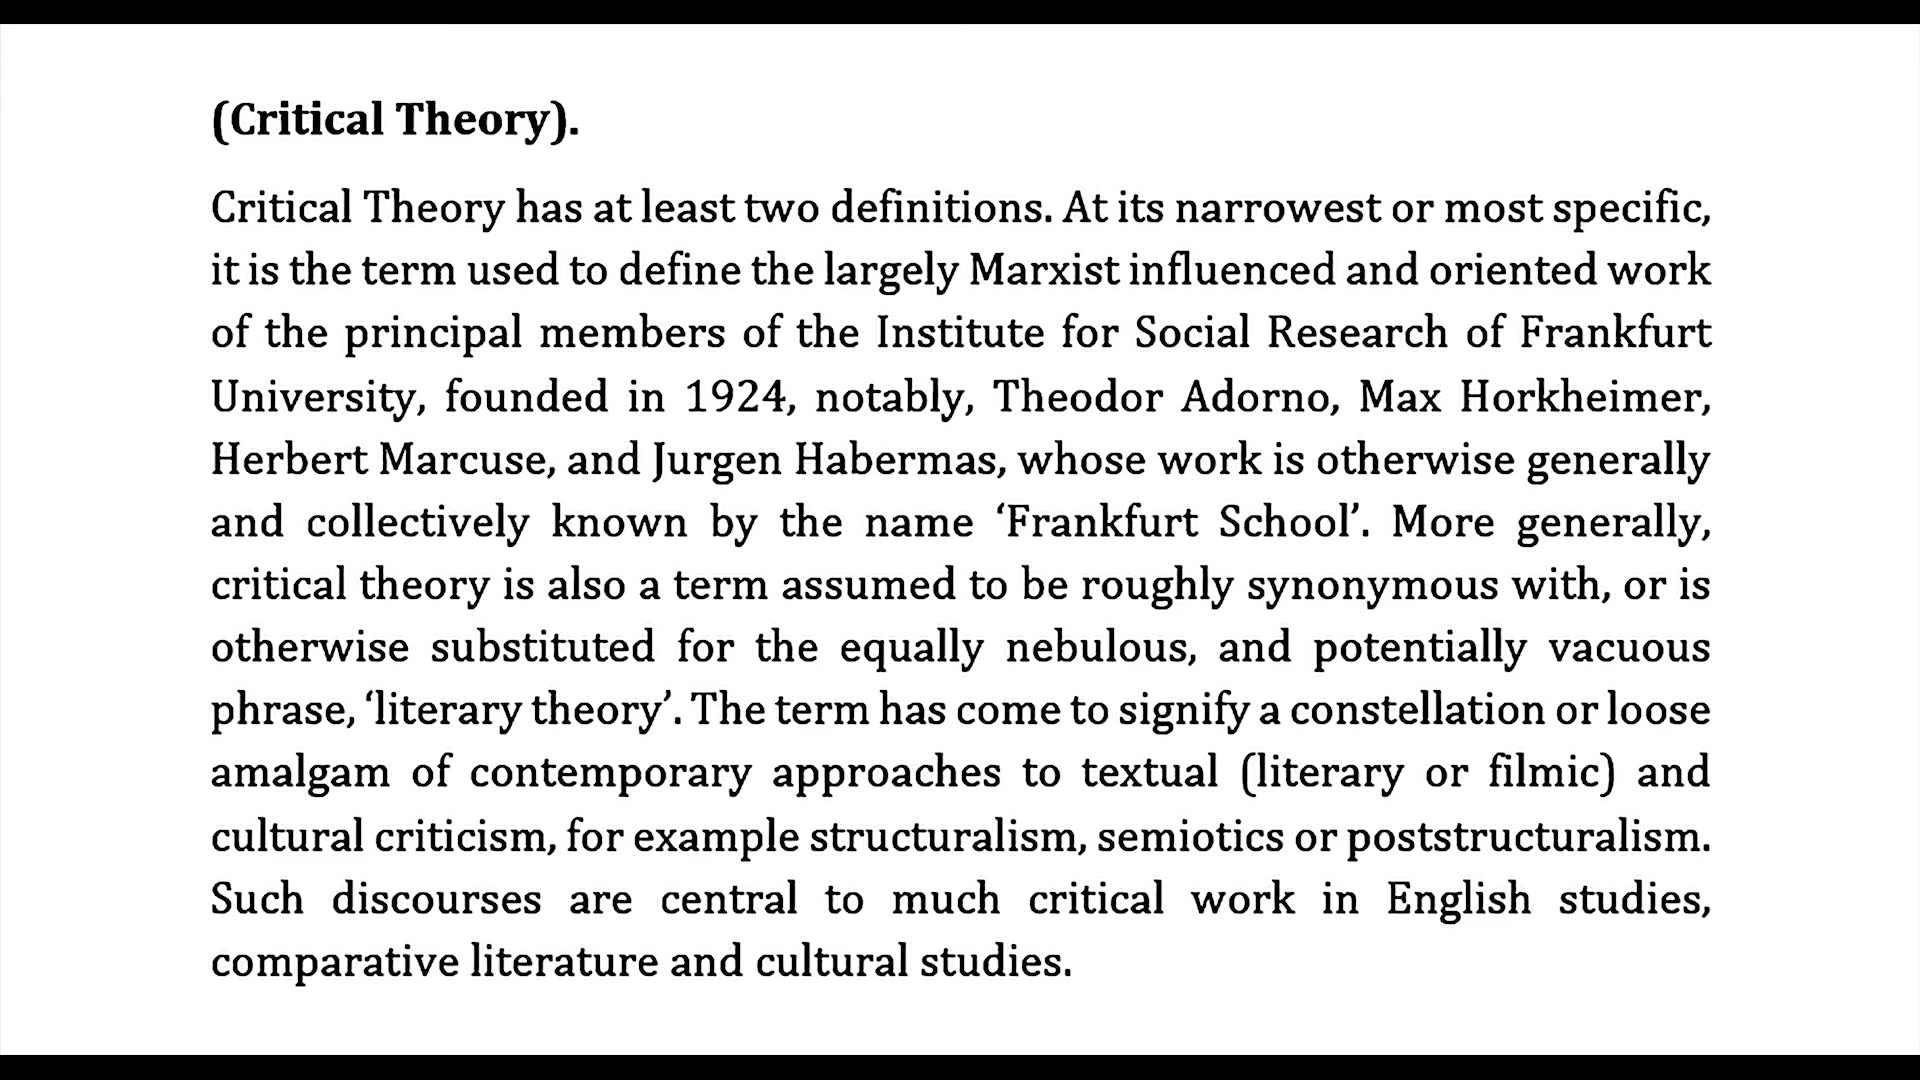 (Critical Theory).
Critical Theory has at least two definitions. At its narrowest or most specific,
it is the term used to define the largely Marxist influenced and oriented work
of the principal members of the Institute for Social Research of Frankfurt
University, founded in 1924, notably, Theodor Adorno, Max Horkheimer,
Herbert Marcuse, and Jurgen Habermas, whose work is otherwise generally
and collectively known by the name ‘Frankfurt School’. More generally,
critical theory is also a term assumed to be roughly synonymous with, or is
otherwise substituted for the equally nebulous, and potentially vacuous
phrase, ‘literary theory’. The term has come to signify a constellation or loose
amalgam of contemporary approaches to textual (literary or filmic) and
cultural criticism, for example structuralism, semiotics or poststructuralism.
Such discourses are central to much critical work in English studies,
comparative literature and cultural studies.